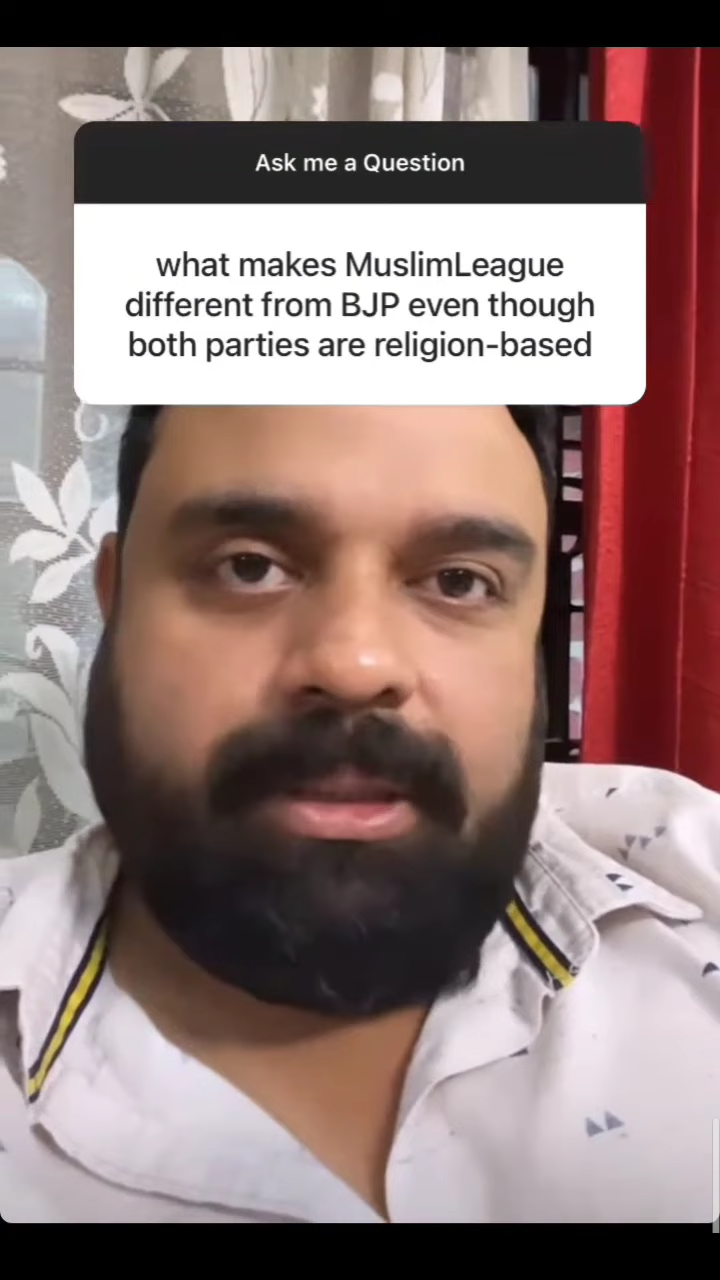 Ask me a Question
what makes MuslimLeague
different from BJP even though
both parties are religion-based